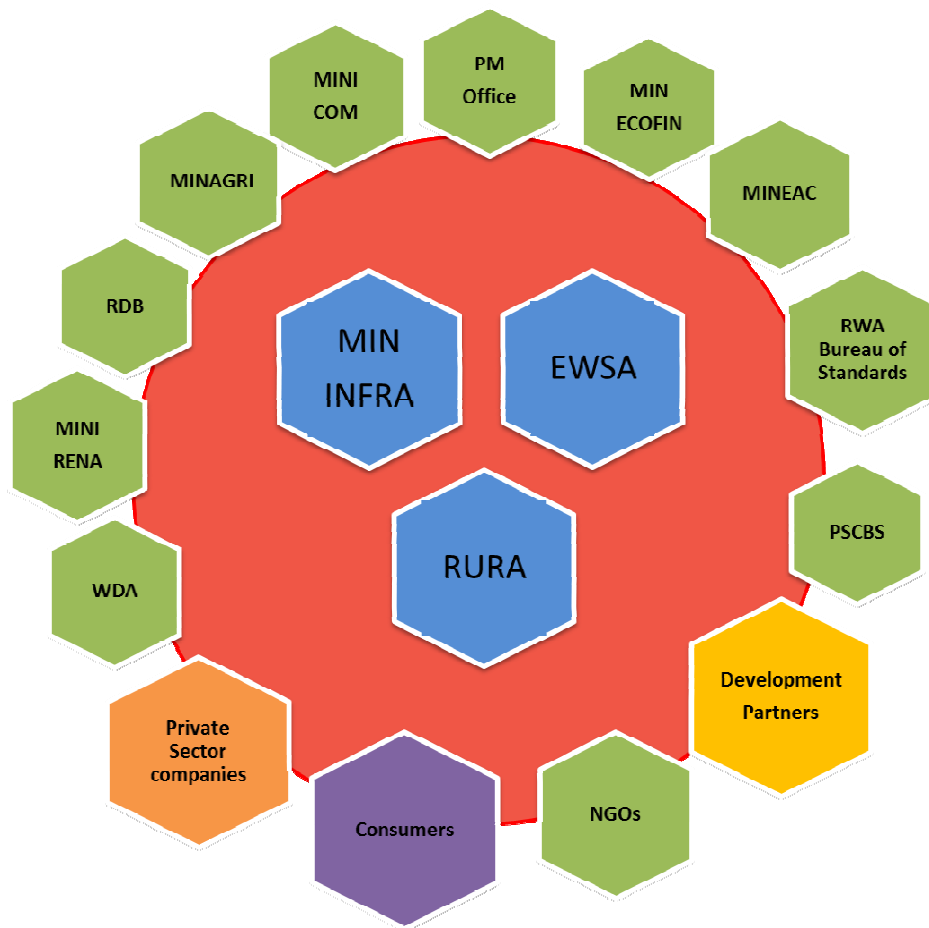 PM
Office
MINI
COM
MIN
ECOFIN
MINAGRI
MINEAC
RDB
RWA
Bureau of
Standards
MIN
INFRA
EWSA
MINI
RENA
PSCBS
RURA
WDA
Development
Partners
Private
Sector
companies
Consumers
NGOs